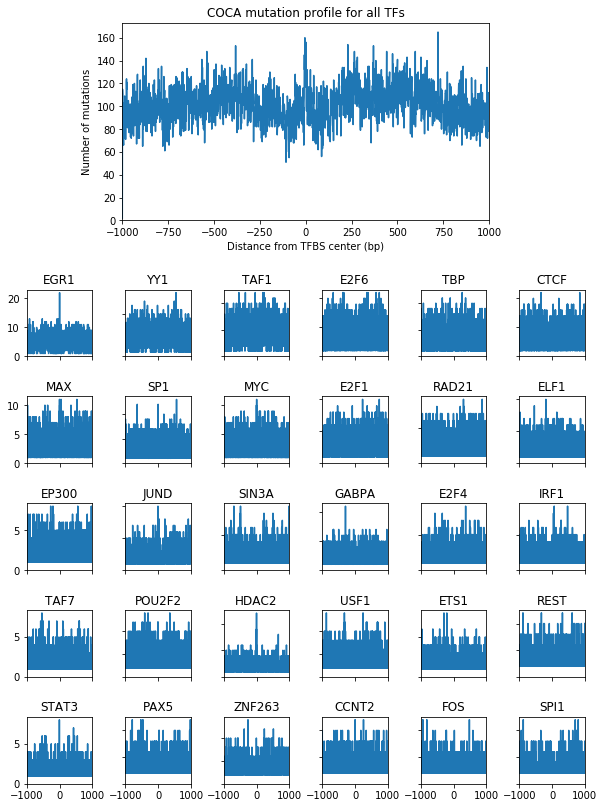 COCA mutation profile for all TFs
160
140
120
100
80
60
40
20
0
Number of mutations
−1000 −750 −500 −250 0 250 500 750 1000
Distance from TFBS center (bp)
EGR1 YY1 TAF1 E2F6 TBP CTCF
20
10
0
MAX SP1 MYC E2F1 RAD21 ELF1
10
5
0
EP300 JUND SIN3A GABPA E2F4 IRF1
5
0
TAF7 POU2F2 HDAC2 USF1 ETS1 REST
5
0
STAT3 PAX5 ZNF263 CCNT2 FOS SPI1
5
0
−1000 0 1000 −1000 0 1000 −1000 0 1000 −1000 0 1000 −1000 0 1000 −1000 0 1000